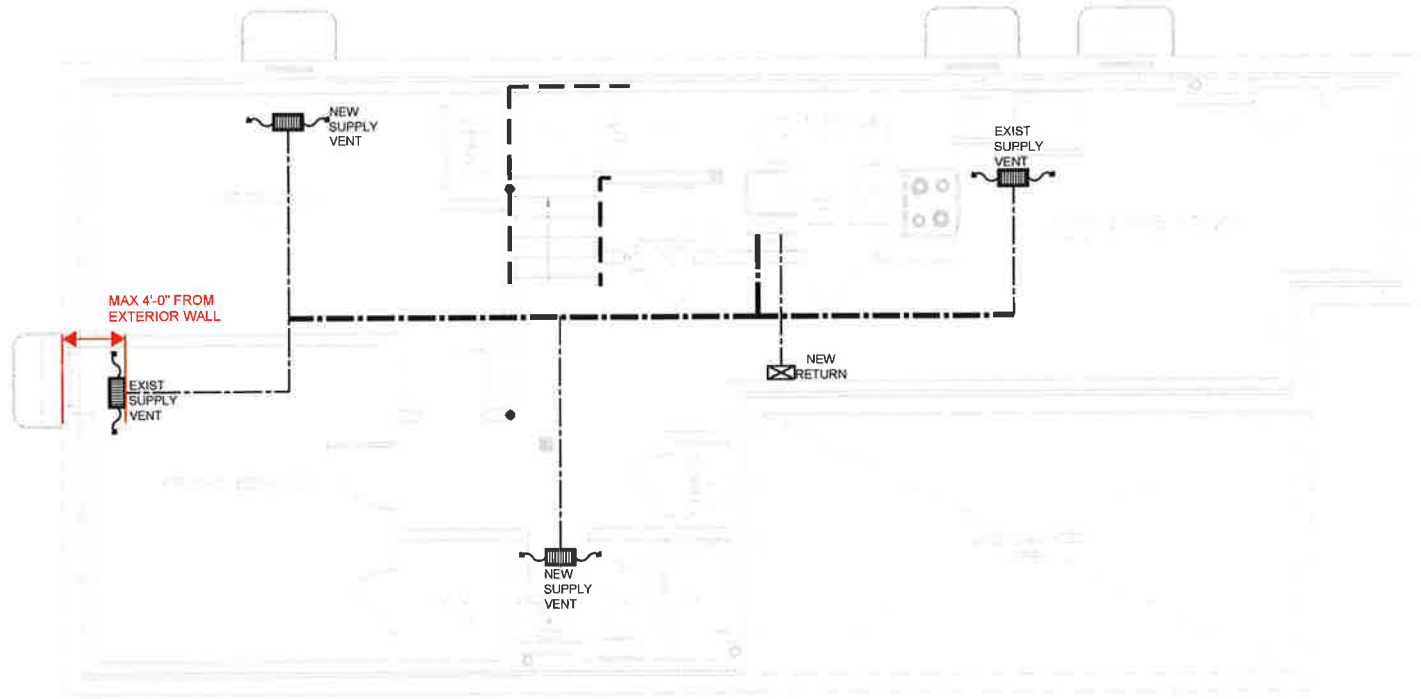 NEW
SUPPLY
VENT
EXIST
SUPPLY
VENT
MAX 4'-0" FROM
EXTERIOR WALL
EXIST
SUPPLY
VENT
NEW
RETURN
NEW
SUPPLY
VENT